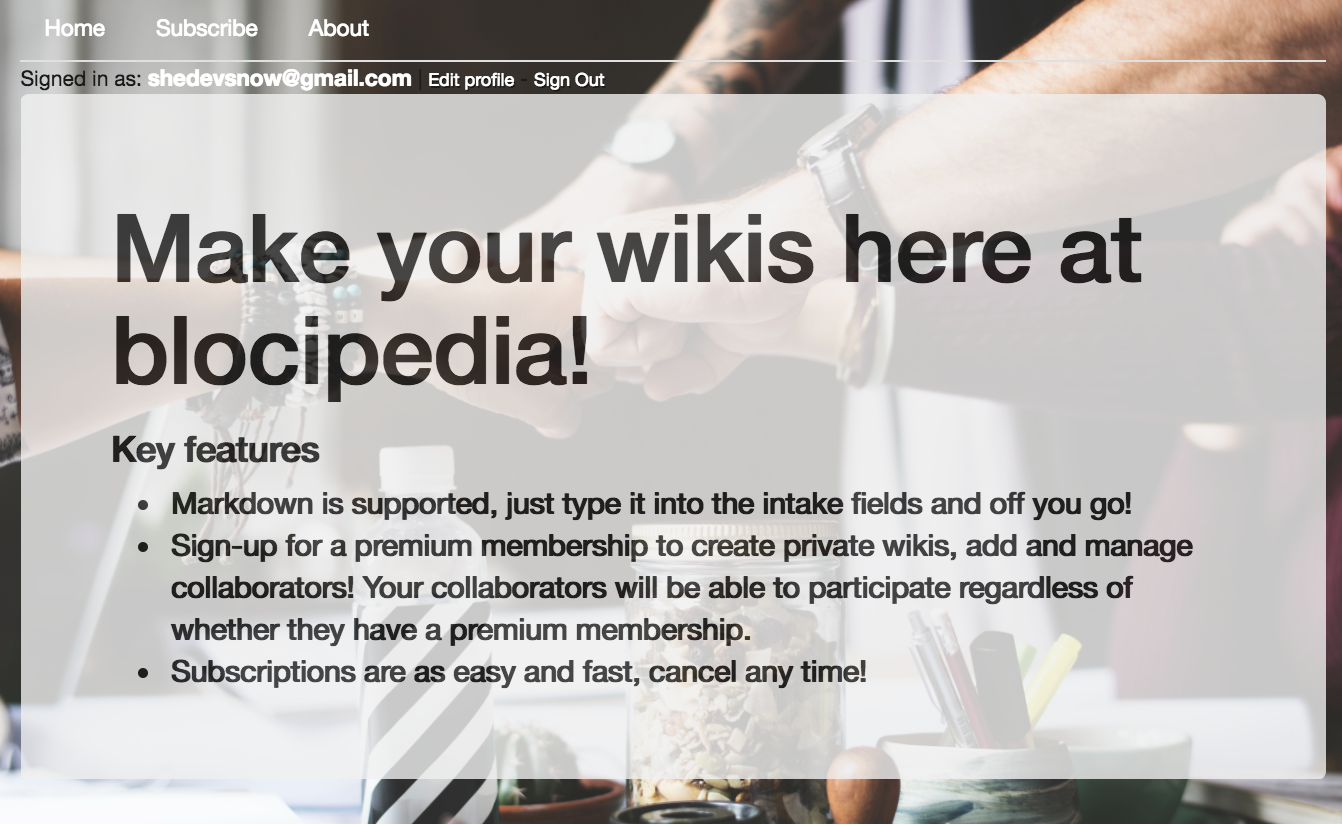 Home Subscribe About
Signed in as: shedevsnow@gmail.com | Edit profile - Sign Out
Make your wikis here at
blocipedia!
Key features
• Markdown is supported, just type it into the intake fields and off you go!
• Sign-up for a premium membership to create private wikis, add and manage
collaborators! Your collaborators will be able to participate regardless of
whether they have a premium membership.
• Subscriptions are as easy and fast, cancel any time!